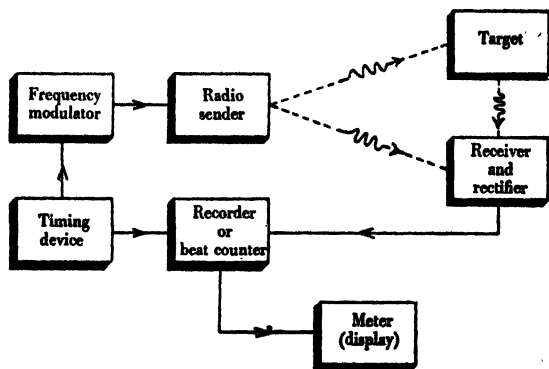 Target
Frequency
modulator
Radio
sender
Receiver
and
rectifier
Timing
device
Recorder
or
beat counter
Meter
(display)